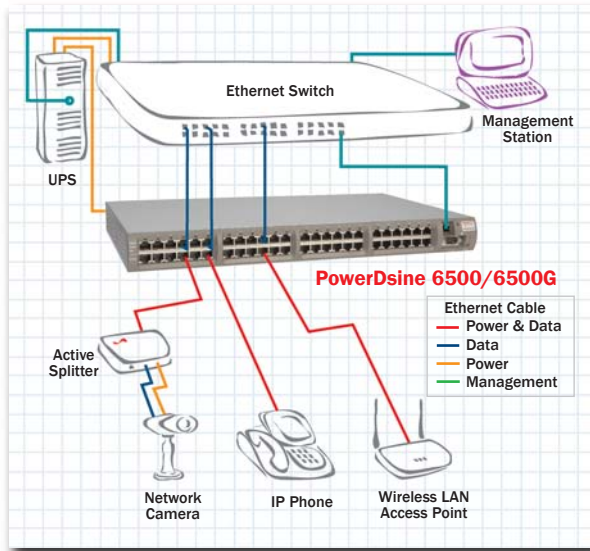 Ethernet Switch
Management
Station
UPS
PowerDsine 6500/6500G
Ethernet Cable
Power & Data
Data
Power
Management
Active
Splitter
Network
Camera
IP Phone
Wireless LAN
Access Point